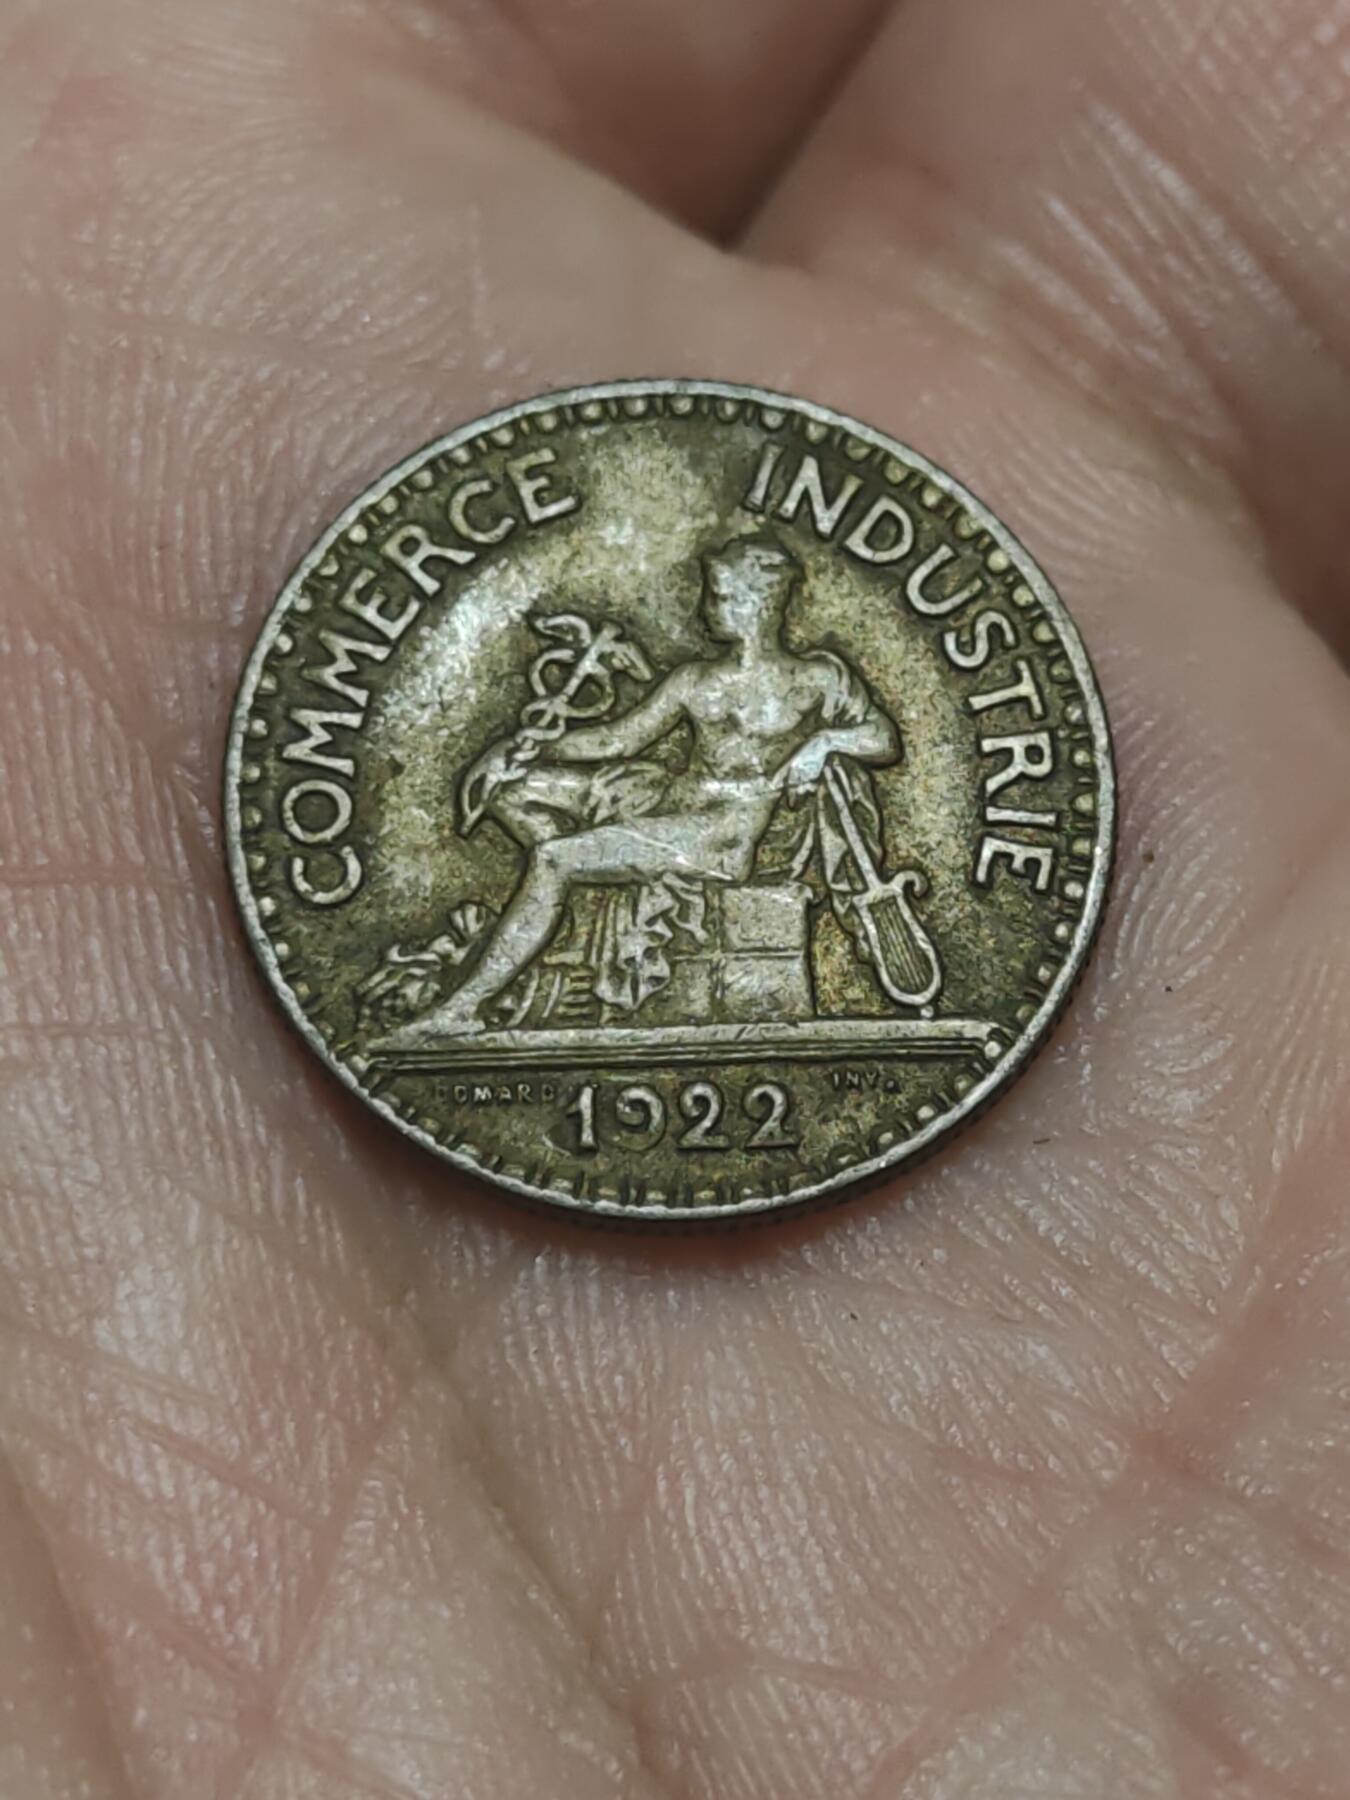 COMMERCE INDUSTRIE
DOMARD INV.
1922